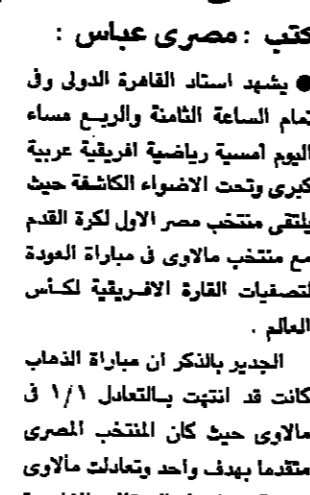 كتب : مصرى عباس :
● يشهد استاد القاهرة الدولى وفى
تمام الساعة الثامنة والربع مساء
اليوم أمسية رياضية افريقية عربية
كبرى وتحت الاضواء الكاشفة حيث
يلتقى منتخب مصر الاول لكرة القدم
مع منتخب مالاوى فى مباراة العودة
لتصفيات القارة الافريقية لكأس
العالم .
الجدير بالذكر ان مباراة الذهاب
كانت قد انتهت بالتعادل ١/١ فى
مالاوى حيث كان المنتخب المصرى
متقدما بهدف واحد وتعادلت مالاوى